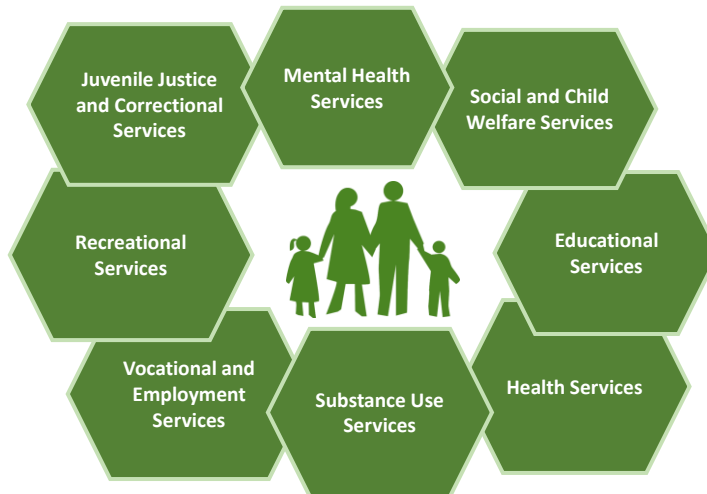 Mental Health
Services
Social and Child
Welfare Services
Educational
Services
Health Services
Substance Use
Services
Vocational and
Employment
Services
Recreational
Services
Juvenile Justice
and Correctional
Services